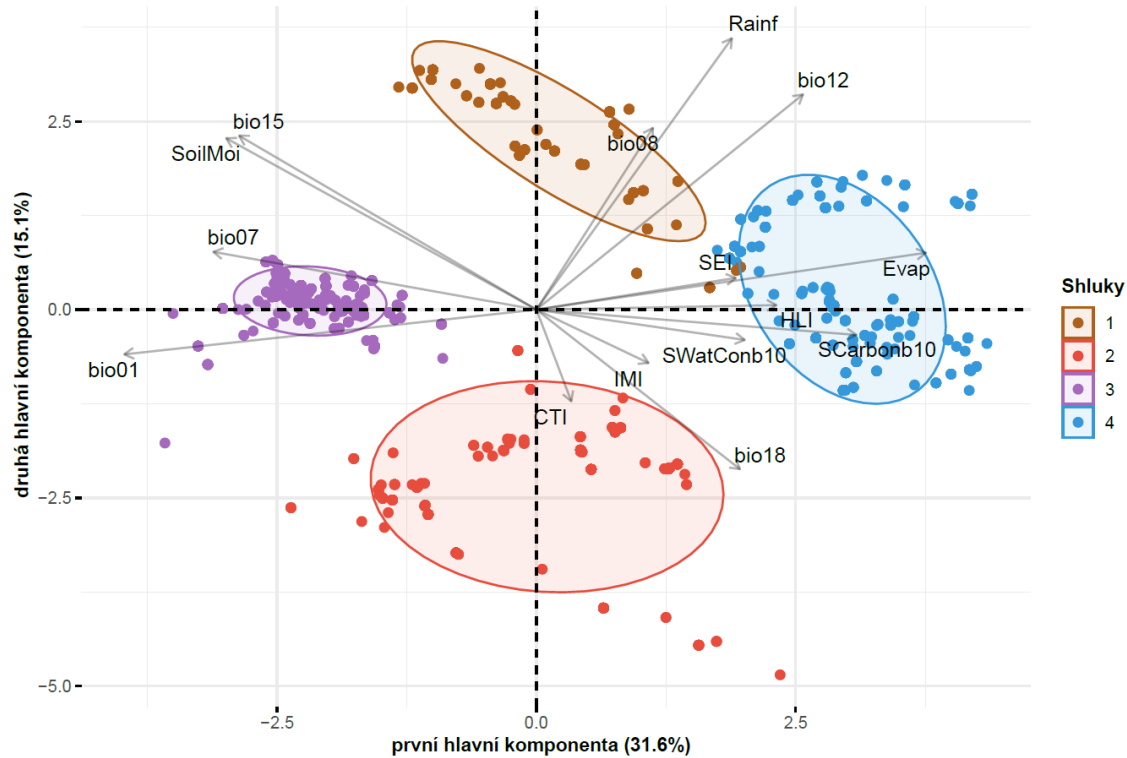 Rainf
bio12
bio15
bio08
SoilMoi
bio07
SEI
Evap
HLI
SCarbonb10
SWatConb10
bio01
IMI
CTI
bio18
2.5
0.0
−2.5
−5.0
−2.5
0.0
2.5
první hlavní komponenta (31.6%)
druhá hlavní komponenta (15.1%)
Shluky
1
2
3
4